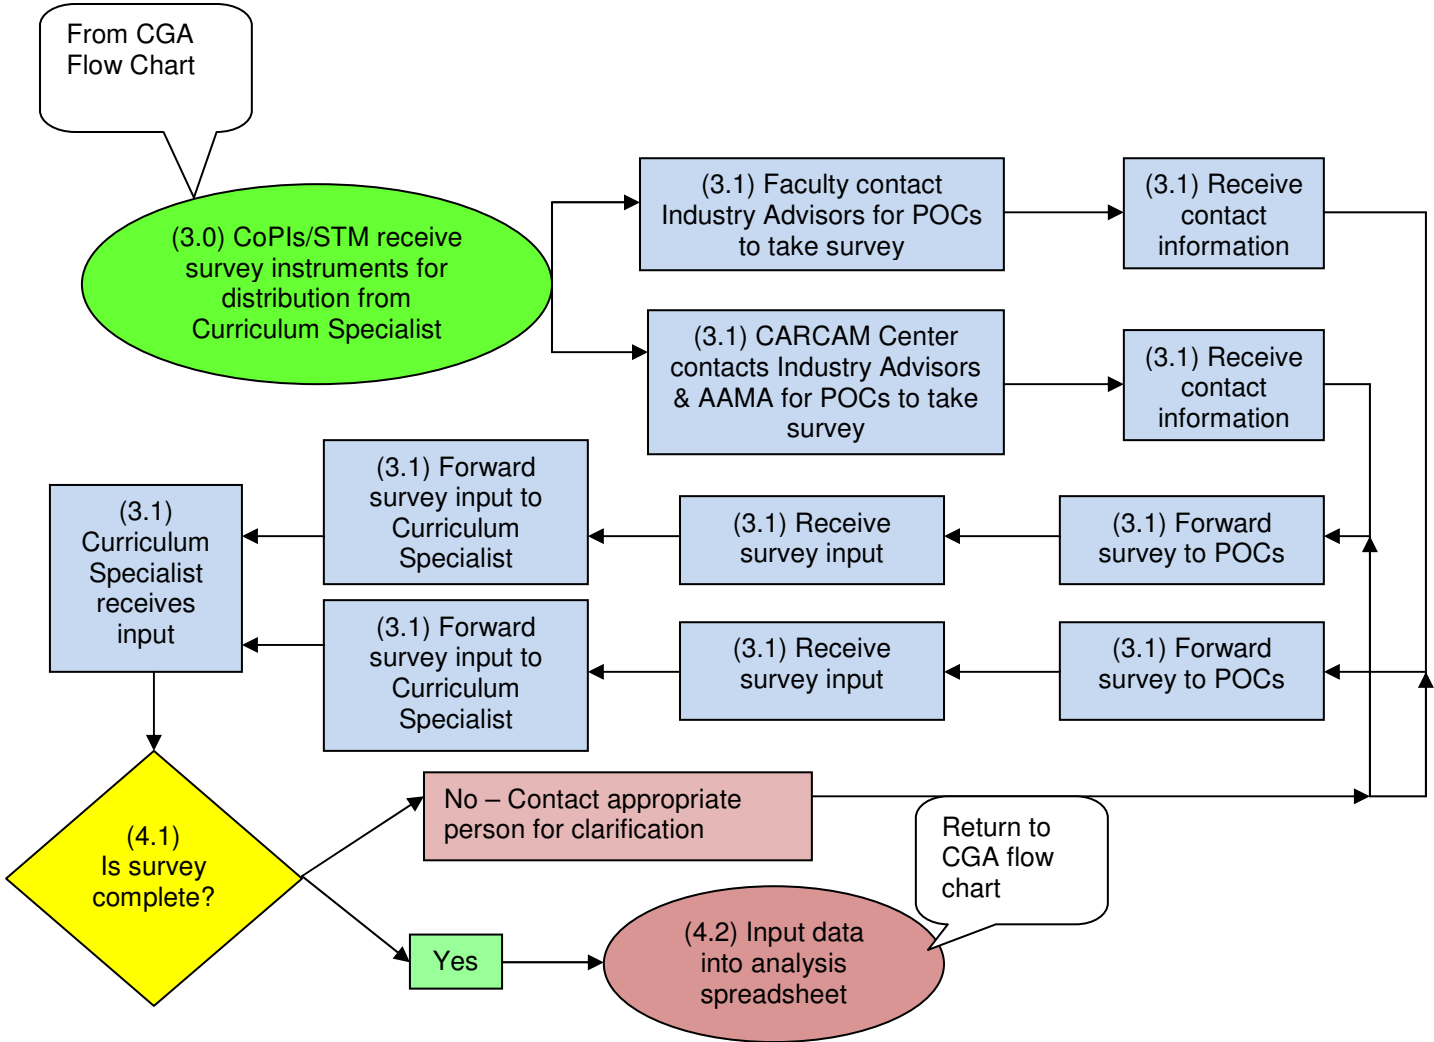 From CGA
Flow Chart
(3.0) CoPIs/STM receive
survey instruments for
distribution from
Curriculum Specialist
(3.1) Faculty contact
Industry Advisors for POCs
to take survey
(3.1) Receive
contact
information
(3.1) CARCAM Center
contacts Industry Advisors
& AAMA for POCs to take
survey
(3.1) Receive
contact
information
(3.1) Forward
survey to POCs
(3.1) Receive
survey input
(3.1) Forward
survey input to
Curriculum
Specialist
(3.1)
Curriculum
Specialist
receives
input
(3.1) Forward
survey to POCs
(3.1) Receive
survey input
(3.1) Forward
survey input to
Curriculum
Specialist
(4.1)
Is survey
complete?
No – Contact appropriate
person for clarification
Yes
(4.2) Input data
into analysis
spreadsheet
Return to
CGA flow
chart